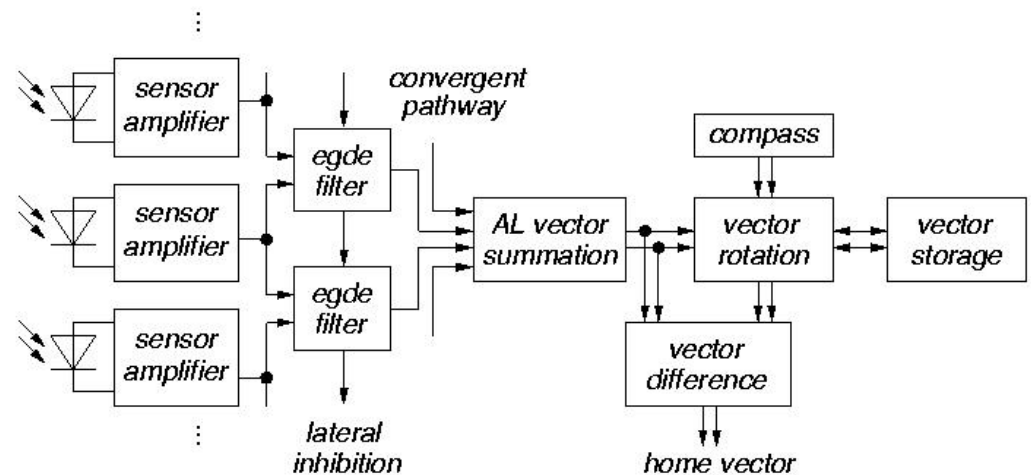 sensor
amplifier
convergent
pathway
egde
filter
compass
sensor
amplifier
AL vector
summation
vector
rotation
vector
storage
egde
filter
sensor
amplifier
vector
difference
lateral
inhibition
home vector